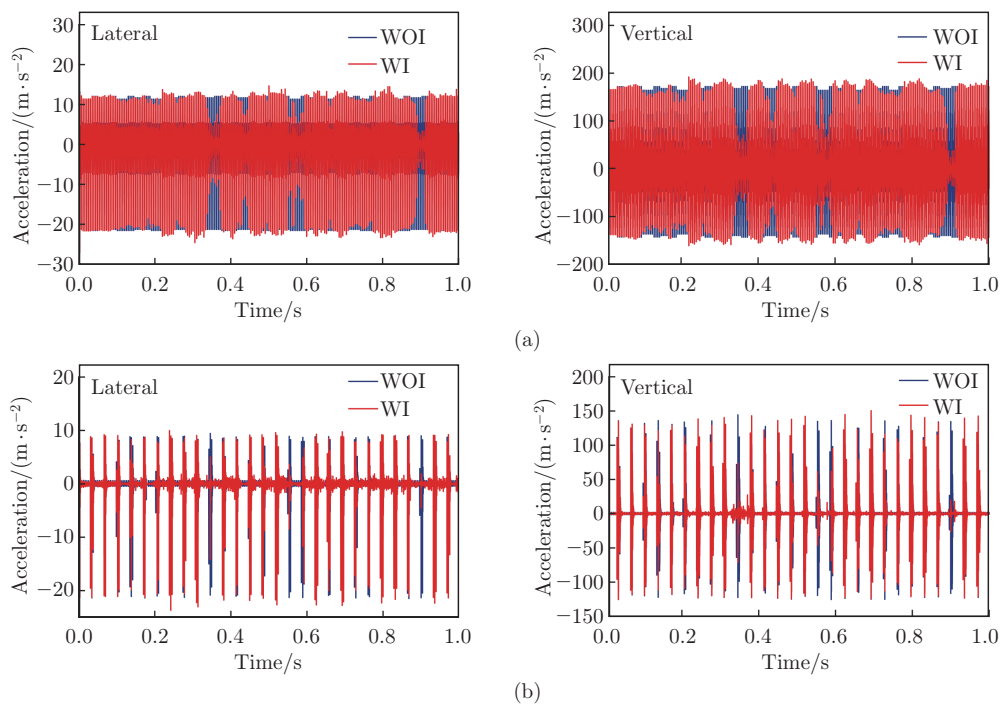 Lateral
WOI
WI
Acceleration/(m·s⁻²)
30
20
10
0
−10
−20
−30
0.0 0.2 0.4 0.6 0.8 1.0
Time/s
Vertical
WOI
WI
Acceleration/(m·s⁻²)
300
200
100
0
−100
−200
0.0 0.2 0.4 0.6 0.8 1.0
Time/s
(a)
Lateral
WOI
WI
Acceleration/(m·s⁻²)
20
10
0
−10
−20
0.0 0.2 0.4 0.6 0.8 1.0
Time/s
Vertical
WOI
WI
Acceleration/(m·s⁻²)
200
150
100
50
0
−50
−100
−150
0.0 0.2 0.4 0.6 0.8 1.0
Time/s
(b)